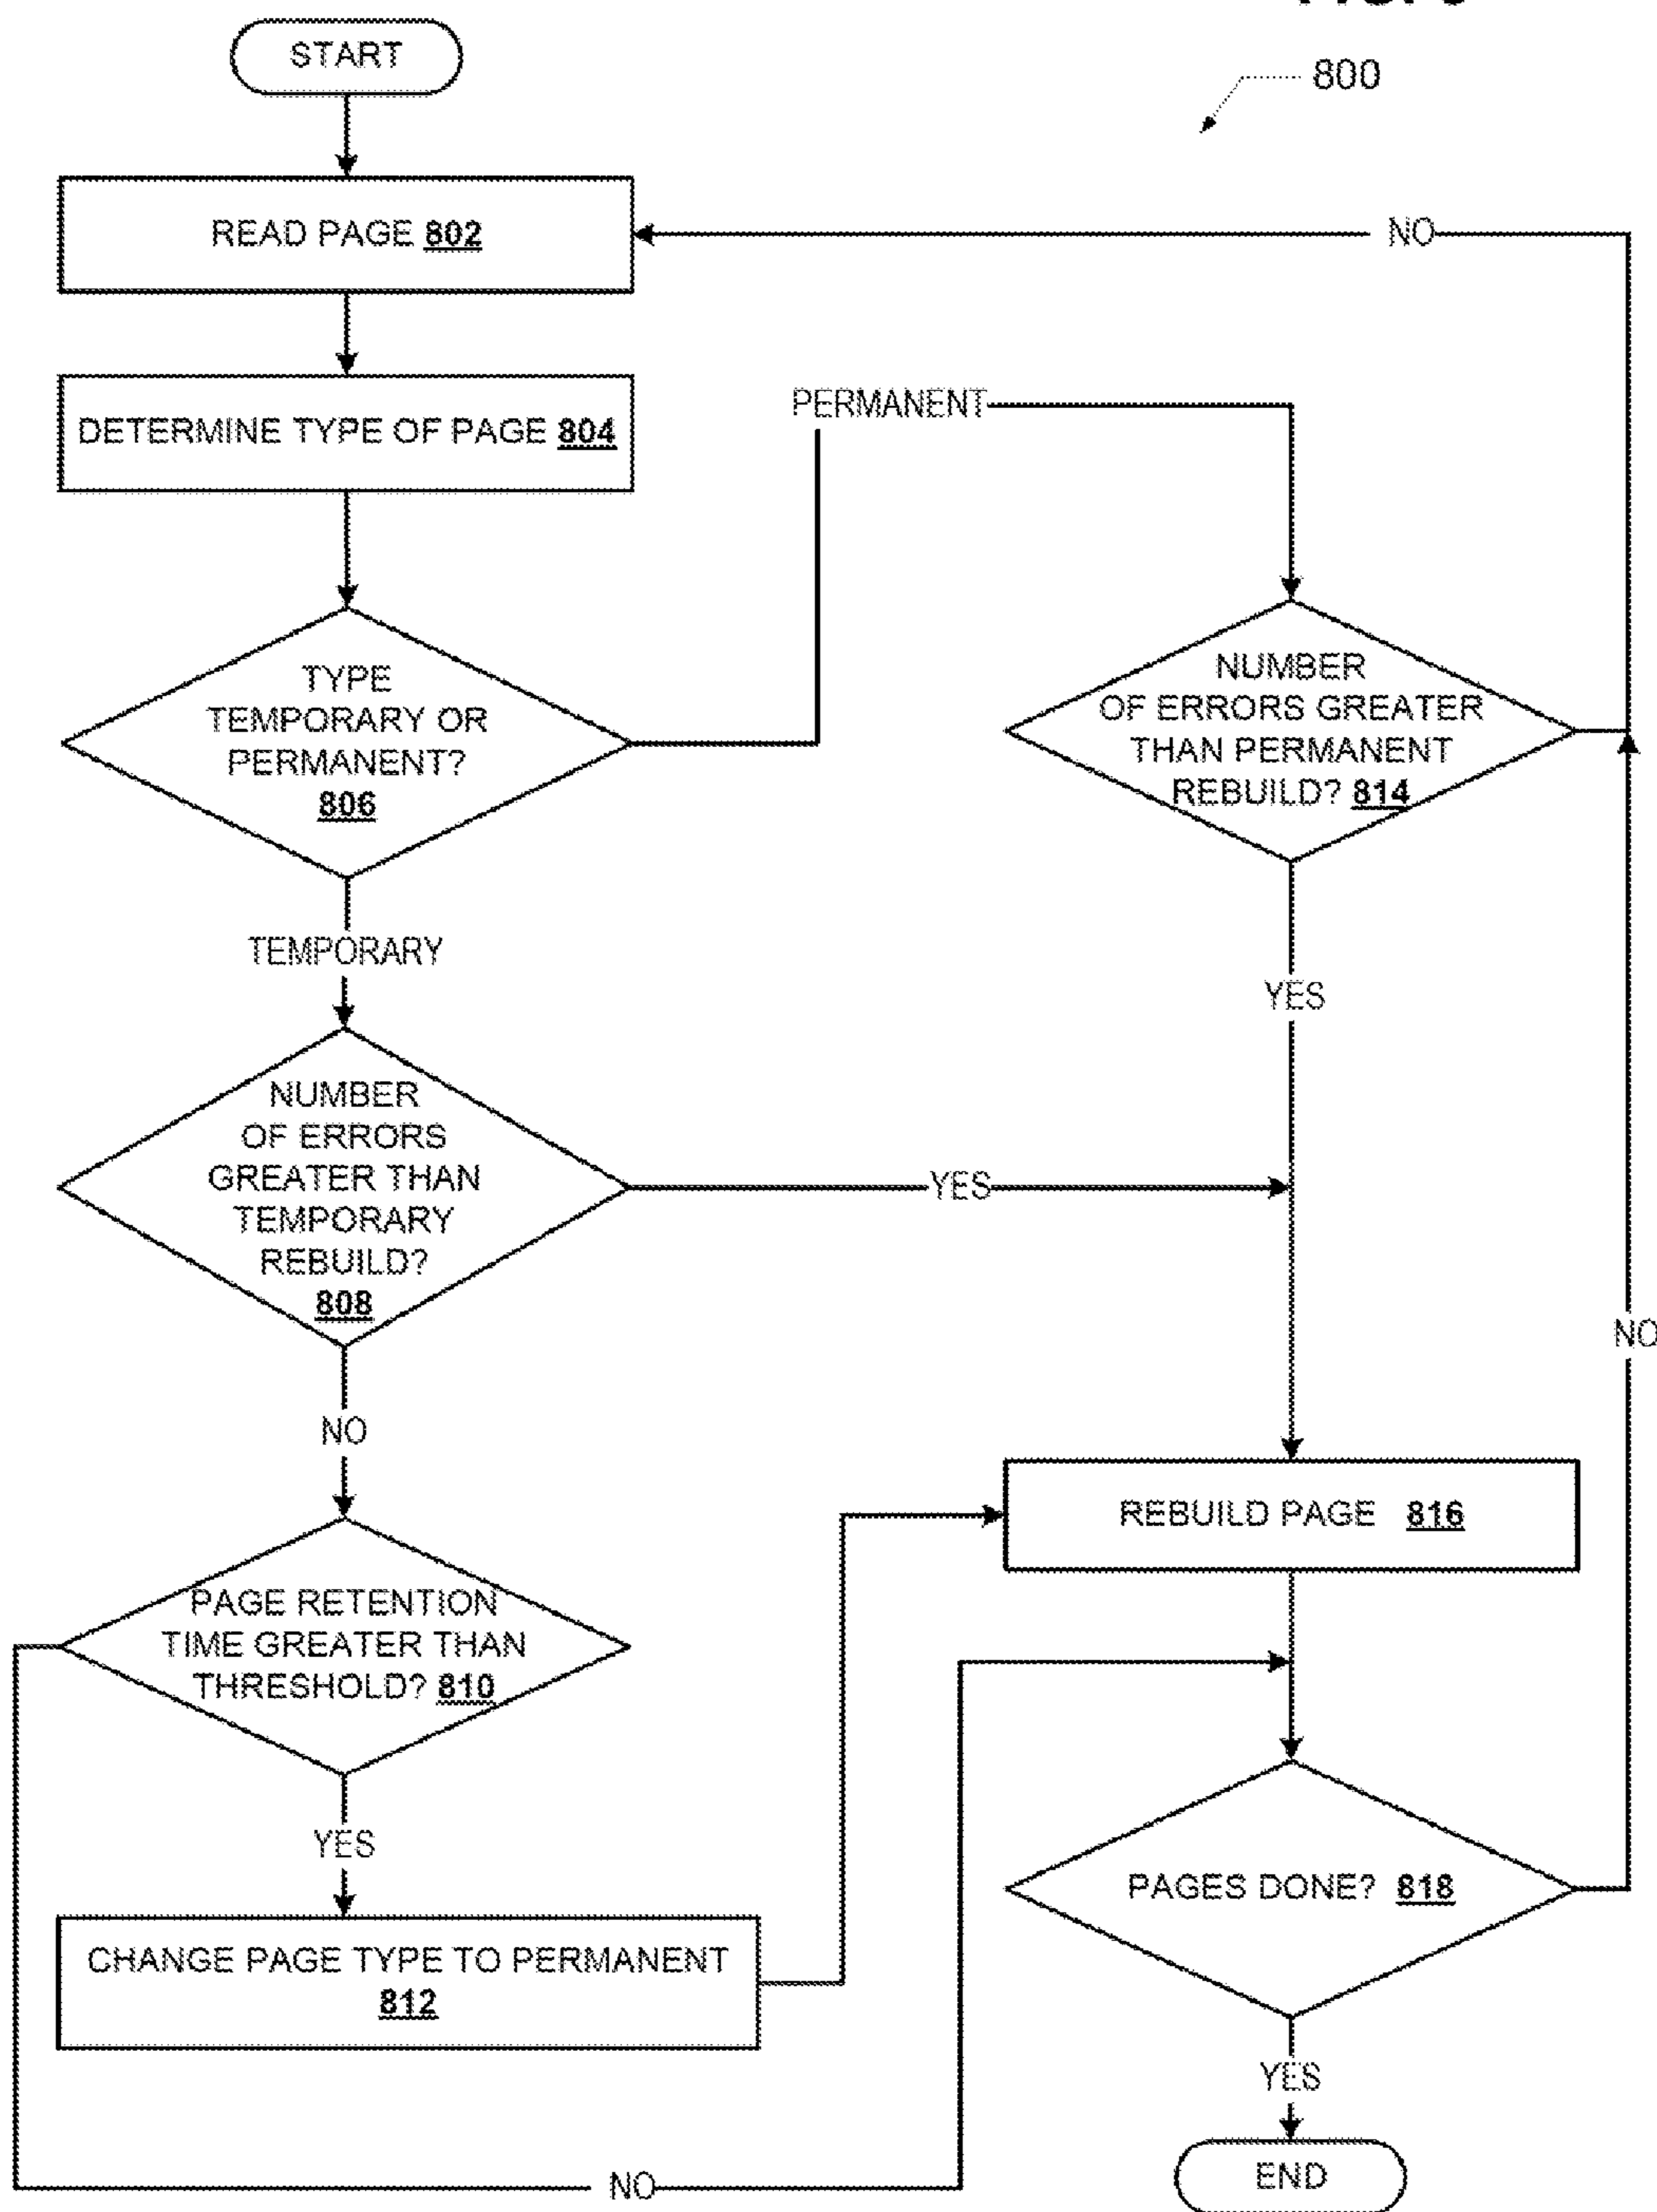 800
START
READ PAGE 802
NO
DETERMINE TYPE OF PAGE 804
PERMANENT
TYPE
TEMPORARY OR
PERMANENT?
806
NUMBER
OF ERRORS GREATER
THAN PERMANENT
REBUILD? 814
TEMPORARY
YES
NUMBER
OF ERRORS
GREATER THAN
TEMPORARY
REBUILD?
808
YES
NO
NO
REBUILD PAGE 816
PAGE RETENTION
TIME GREATER THAN
THRESHOLD? 810
YES
PAGES DONE? 818
CHANGE PAGE TYPE TO PERMANENT
812
YES
NO
END